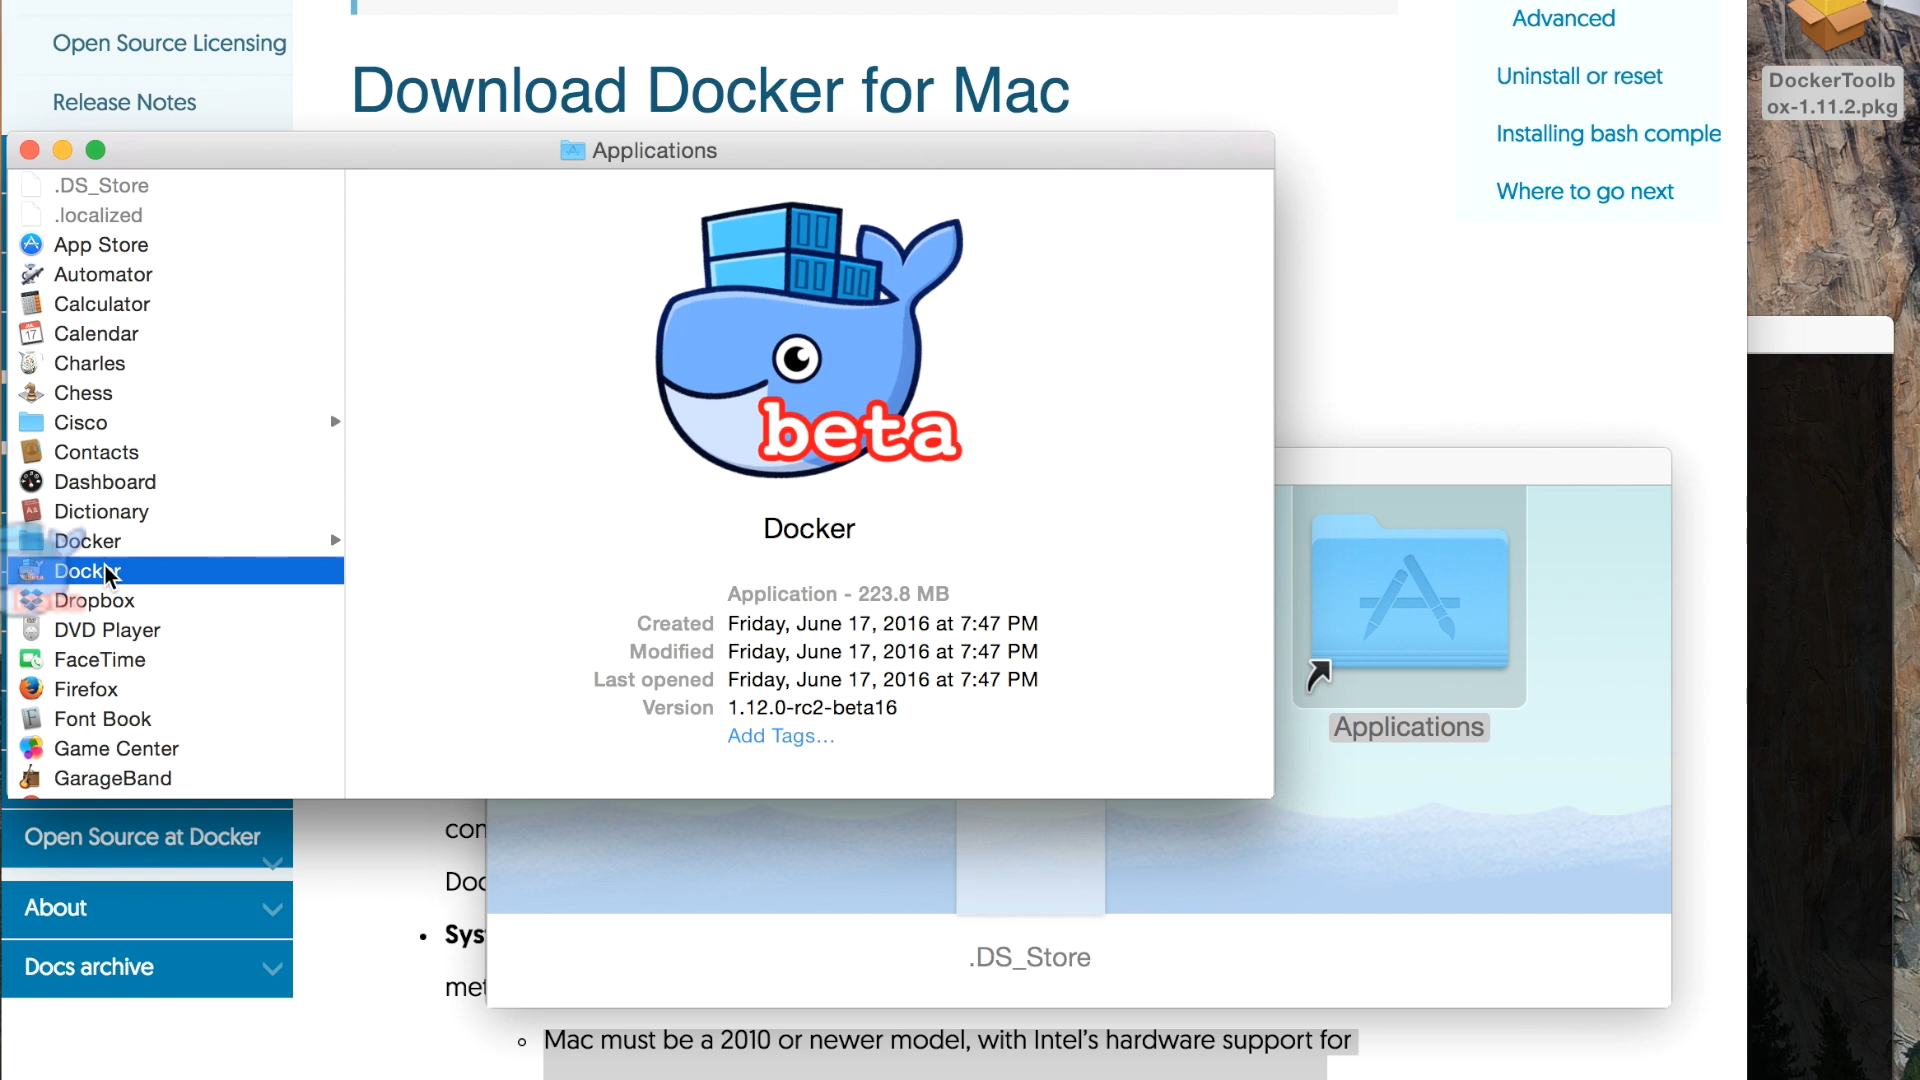 Open Source Licensing
Release Notes
Download Docker for Mac
Advanced
Uninstall or reset
Installing bash comple
Where to go next
DockerToolb
ox-1.11.2.pkg
Applications
.DS_Store
.localized
App Store
Automator
Calculator
Calendar
Charles
Chess
Cisco
Contacts
Dashboard
Dictionary
Docker
Docker
Dropbox
DVD Player
FaceTime
Firefox
Font Book
Game Center
GarageBand
beta
Docker
Application - 223.8 MB
Created Friday, June 17, 2016 at 7:47 PM
Modified Friday, June 17, 2016 at 7:47 PM
Last opened Friday, June 17, 2016 at 7:47 PM
Version 1.12.0-rc2-beta16
Add Tags...
Applications
.DS_Store
Open Source at Docker
About
Docs archive
con
Doc
Sys
met
Mac must be a 2010 or newer model, with Intel's hardware support for